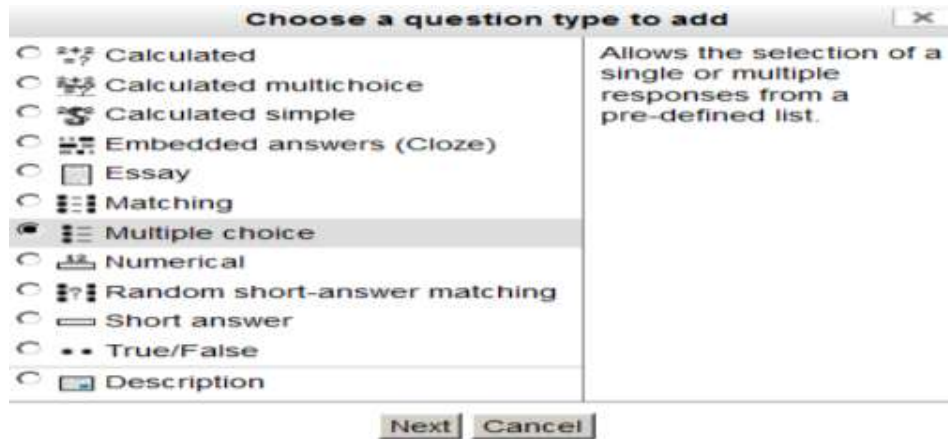 Choose a question type to add
Calculated
Calculated multichoice
Calculated simple
Embedded answers (Cloze)
Essay
Matching
Multiple choice
Numerical
Random short-answer matching
Short answer
True/False
Description
Allows the selection of a
single or multiple
responses from a
pre-defined list.
Next Cancel